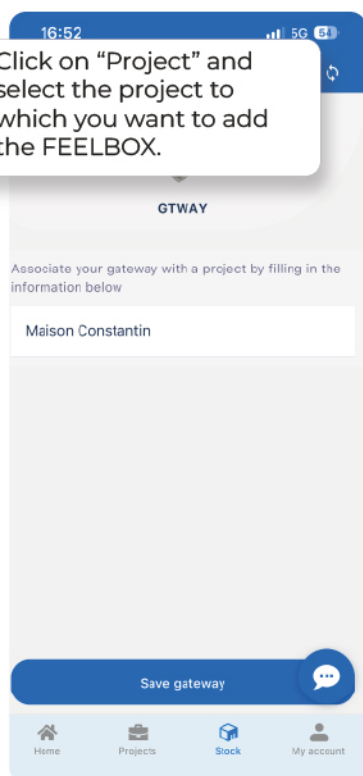 16:52
5G 54
Click on “Project” and
select the project to
which you want to add
the FEELBOX.
GTWAY
Associate your gateway with a project by filling in the
information below
Maison Constantin
Save gateway
Home Projects Stock My account